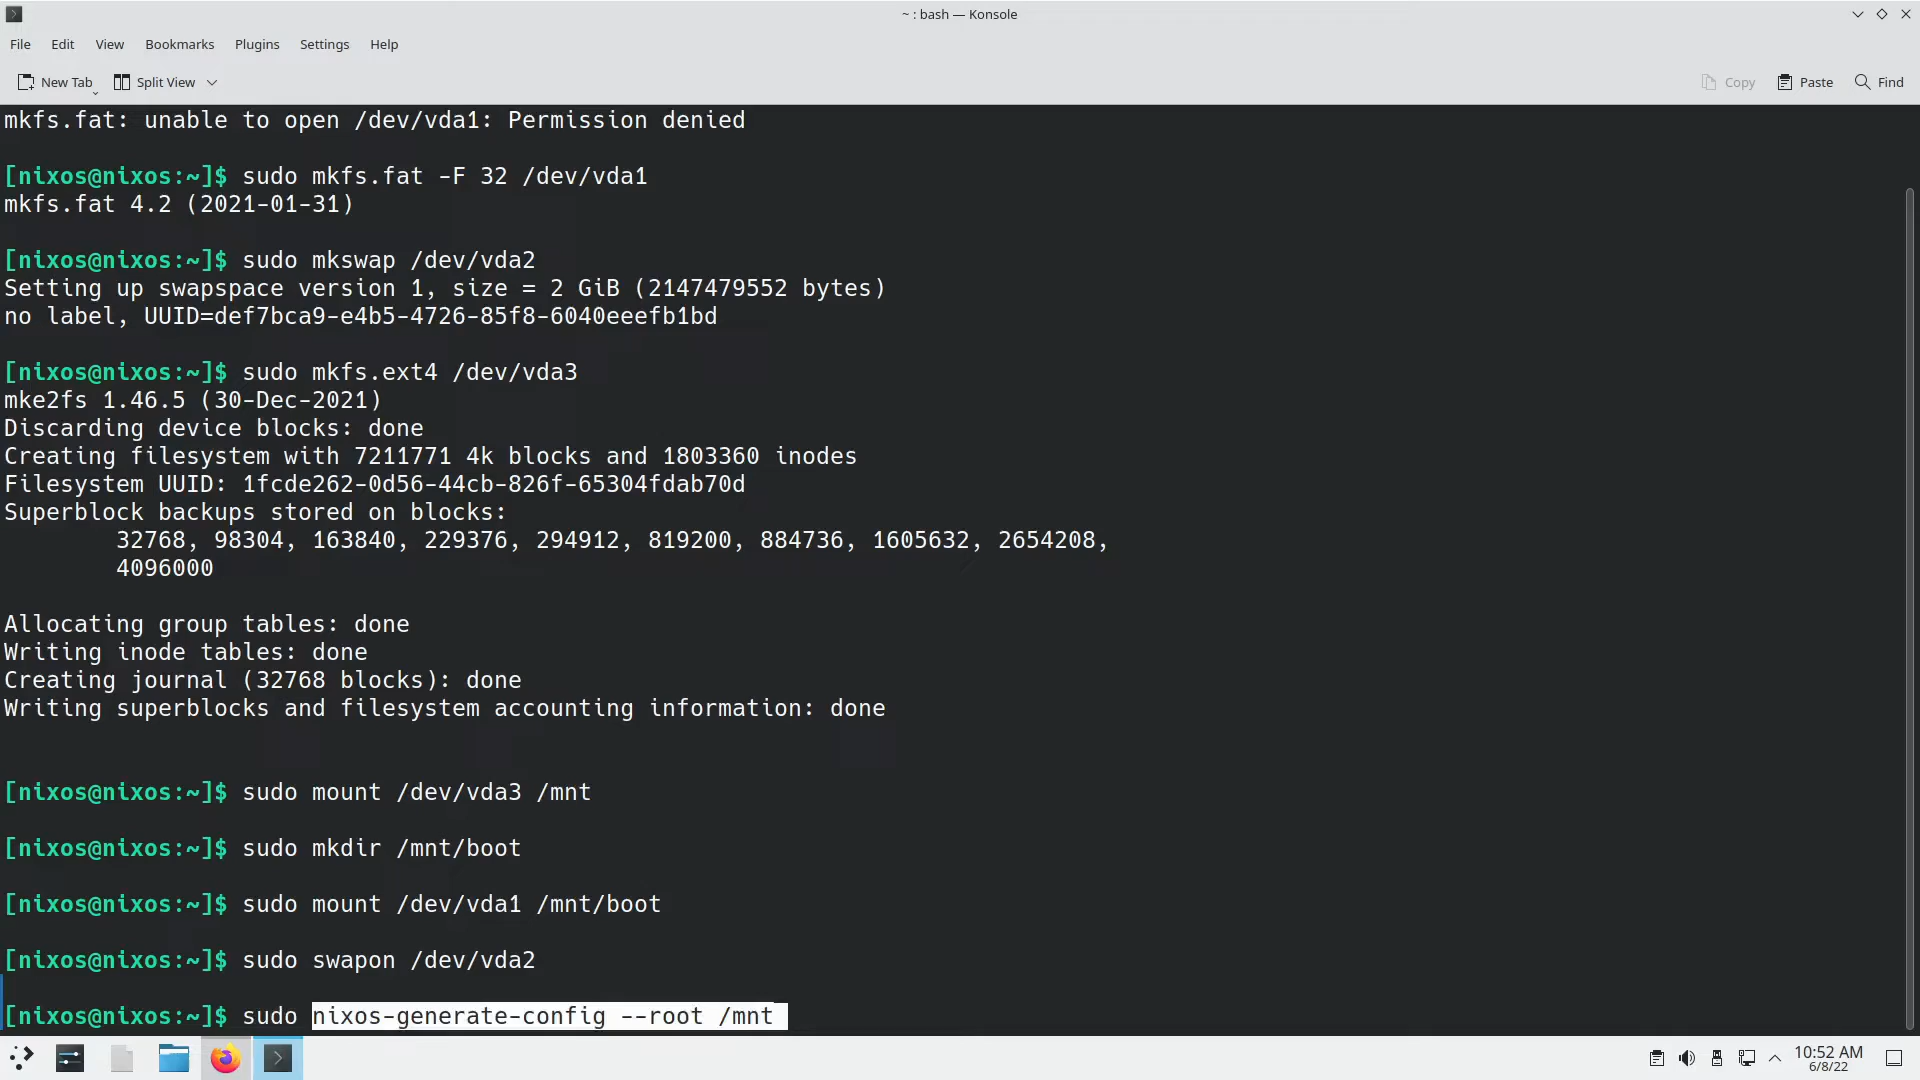 ~ : bash — Konsole
File Edit View Bookmarks Plugins Settings Help
New Tab Split View Copy Paste Find
mkfs.fat: unable to open /dev/vda1: Permission denied
[nixos@nixos:~]$ sudo mkfs.fat -F 32 /dev/vda1
mkfs.fat 4.2 (2021-01-31)
[nixos@nixos:~]$ sudo mkswap /dev/vda2
Setting up swapspace version 1, size = 2 GiB (2147479552 bytes)
no label, UUID=def7bca9-e4b5-4726-85f8-6040eeefb1bd
[nixos@nixos:~]$ sudo mkfs.ext4 /dev/vda3
mke2fs 1.46.5 (30-Dec-2021)
Discarding device blocks: done
Creating filesystem with 7211771 4k blocks and 1803360 inodes
Filesystem UUID: 1fcde262-0d56-44cb-826f-65304fdab70d
Superblock backups stored on blocks:
32768, 98304, 163840, 229376, 294912, 819200, 884736, 1605632, 2654208,
4096000
Allocating group tables: done
Writing inode tables: done
Creating journal (32768 blocks): done
Writing superblocks and filesystem accounting information: done
[nixos@nixos:~]$ sudo mount /dev/vda3 /mnt
[nixos@nixos:~]$ sudo mkdir /mnt/boot
[nixos@nixos:~]$ sudo mount /dev/vda1 /mnt/boot
[nixos@nixos:~]$ sudo swapon /dev/vda2
[nixos@nixos:~]$ sudo nixos-generate-config --root /mnt
10:52 AM
6/8/22